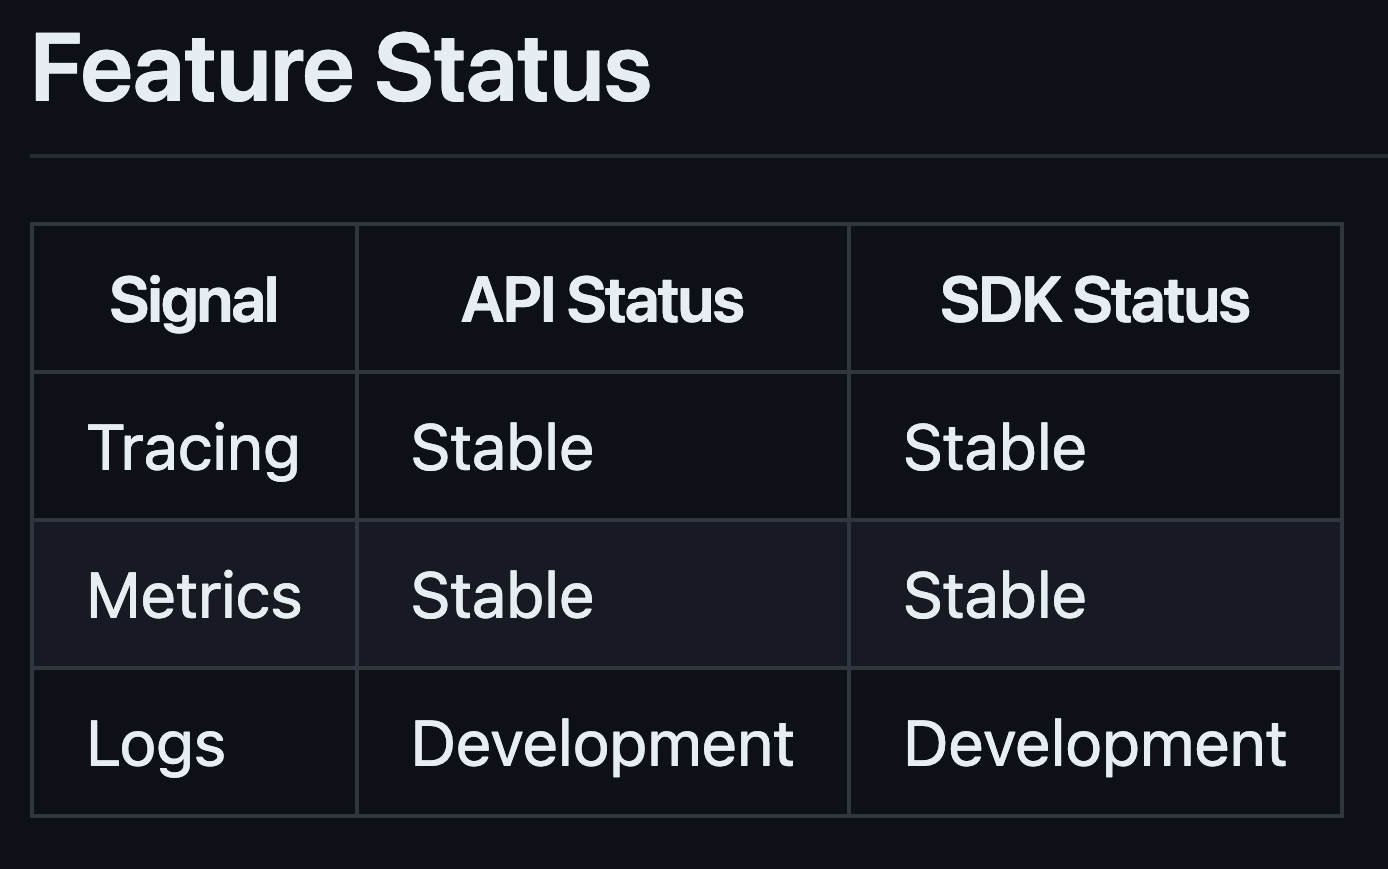 Feature Status
Signal API Status SDK Status
Tracing Stable Stable
Metrics Stable Stable
Logs Development Development